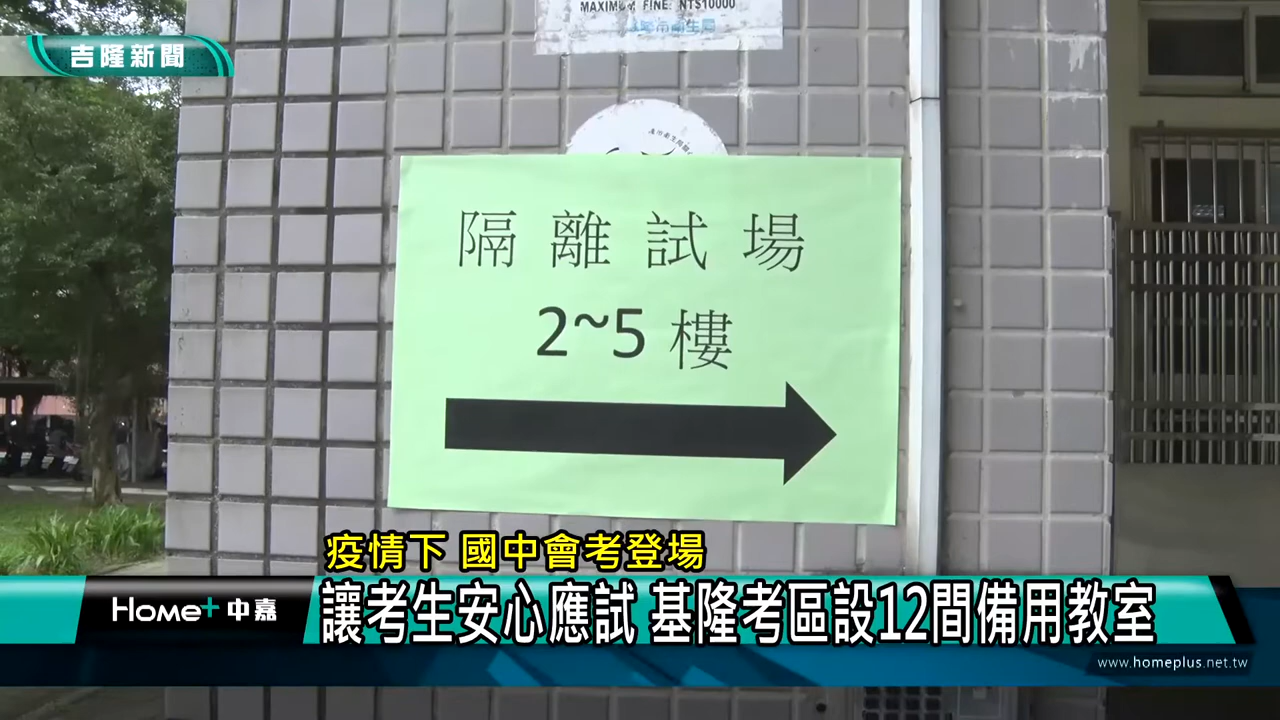 MAXIMUM FINE: NT$10000
吉隆新聞
隔離試場
2~5樓
疫情下 國中會考登場
Home+中嘉
讓考生安心應試 基隆考區設12間備用教室
www.homeplus.net.tw